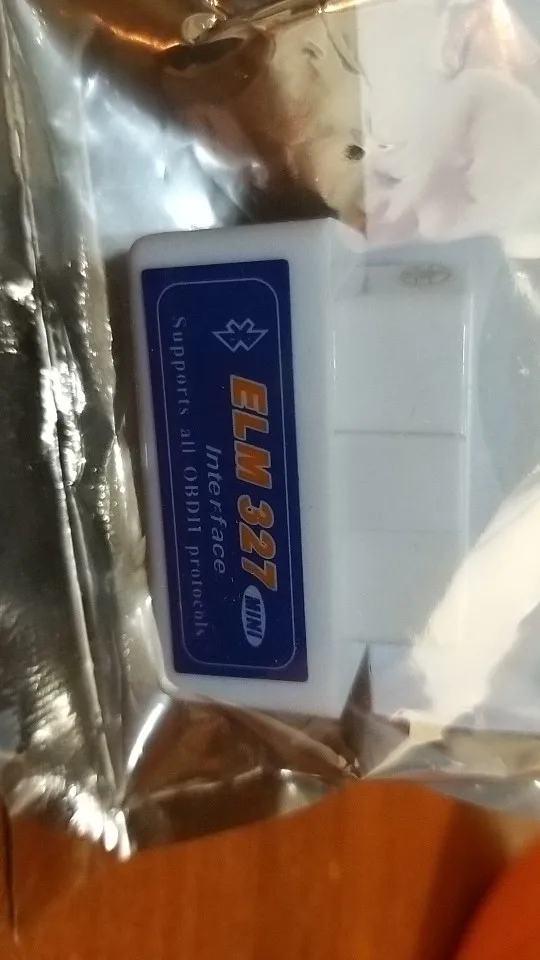 ELM 327 MINI
Interface
Supports all OBDII protocols